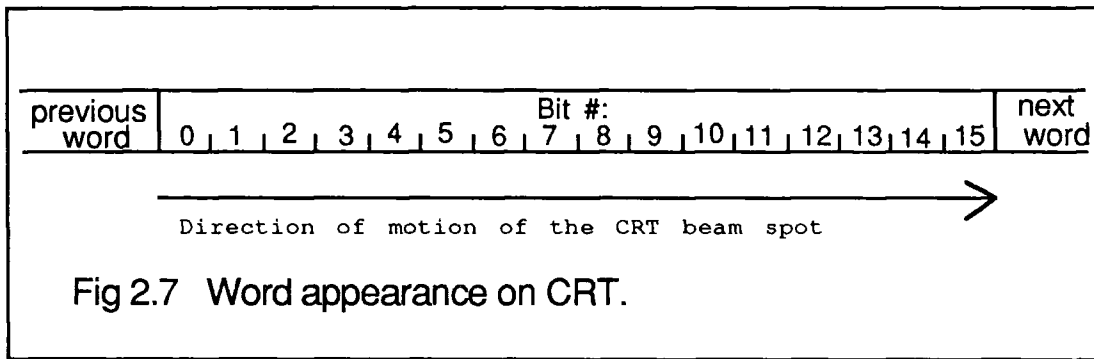 previous word
Bit #:
0 1 2 3 4 5 6 7 8 9 10 11 12 13 14 15
next word
Direction of motion of the CRT beam spot
Fig 2.7 Word appearance on CRT.